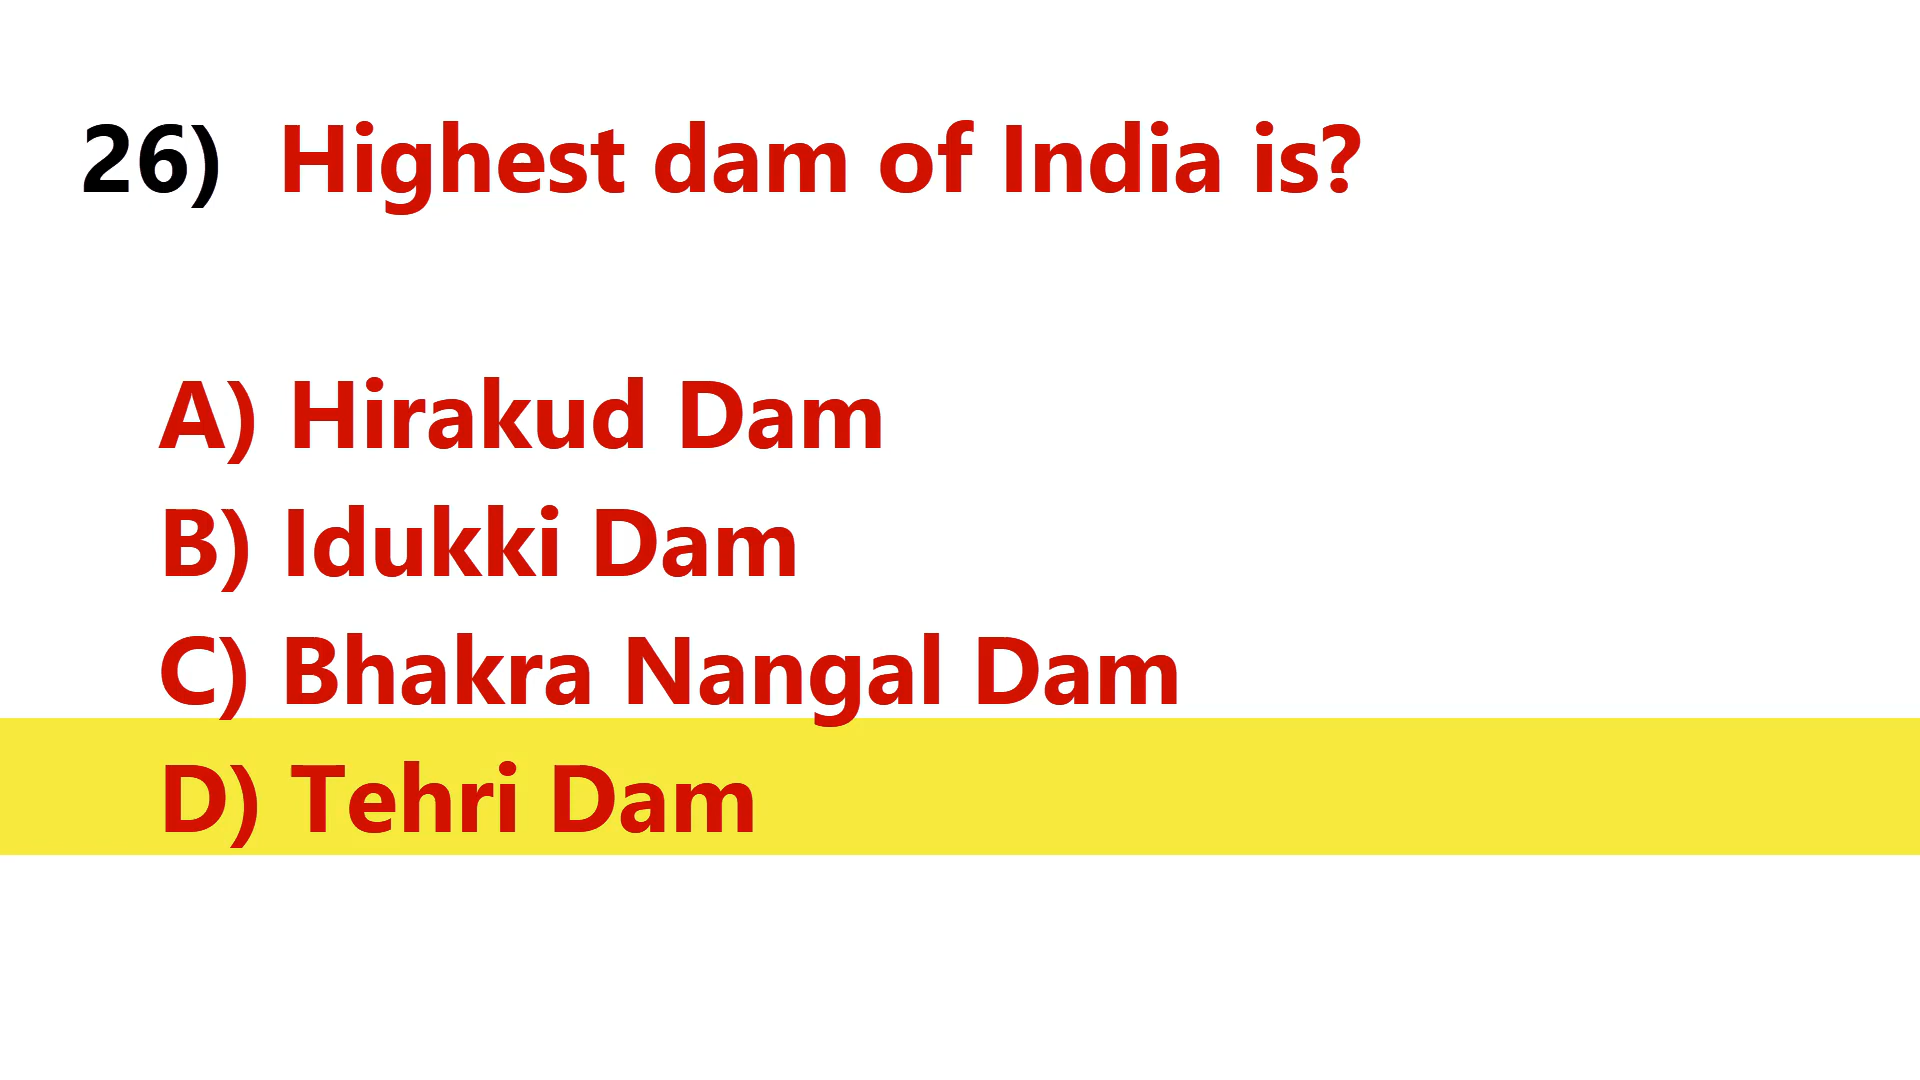 26) Highest dam of India is?
A) Hirakud Dam
B) Idukki Dam
C) Bhakra Nangal Dam
D) Tehri Dam